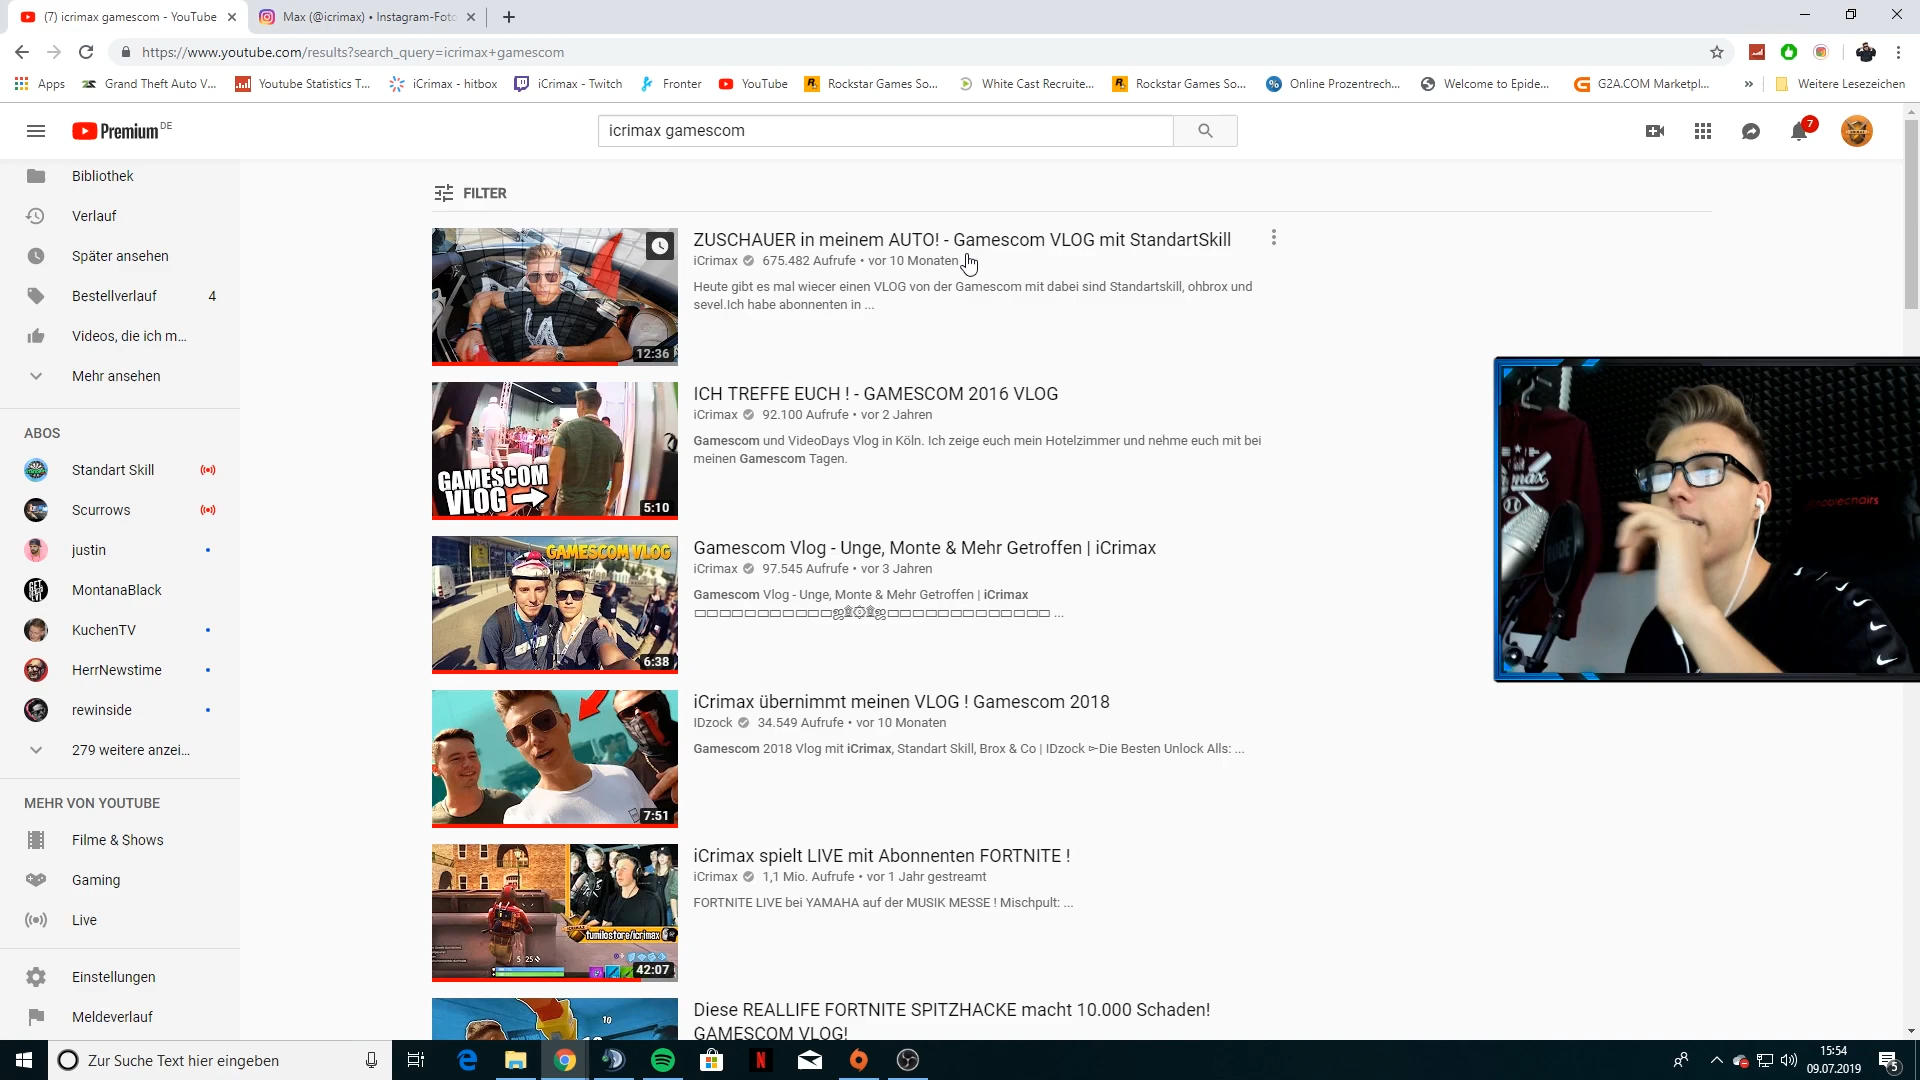 (7) icrimax gamescom - YouTube
Max (@icrimax) • Instagram-Foto
https://www.youtube.com/results?search_query=icrimax+gamescom
Apps
Grand Theft Auto V...
Youtube Statistics T...
iCrimax - hitbox
iCrimax - Twitch
Fronter
YouTube
Rockstar Games So...
White Cast Recruite...
Rockstar Games So...
Online Prozentrech...
Welcome to Epide...
G2A.COM Marketpl...
»
Weitere Lesezeichen
Premium DE
icrimax gamescom
7
Bibliothek
Verlauf
Später ansehen
Bestellverlauf 4
Videos, die ich m...
Mehr ansehen
ABOS
Standart Skill
Scurrows
justin
MontanaBlack
KuchenTV
HerrNewstime
rewinside
279 weitere anzei...
MEHR VON YOUTUBE
Filme & Shows
Gaming
Live
Einstellungen
Meldeverlauf
FILTER
12:36
ZUSCHAUER in meinem AUTO! - Gamescom VLOG mit StandartSkill
iCrimax 675.482 Aufrufe • vor 10 Monaten
Heute gibt es mal wiecer einen VLOG von der Gamescom mit dabei sind Standartskill, ohbrox und
sevel.Ich habe abonnenten in ...
GAMESCOM
VLOG
5:10
ICH TREFFE EUCH ! - GAMESCOM 2016 VLOG
iCrimax 92.100 Aufrufe • vor 2 Jahren
Gamescom und VideoDays Vlog in Köln. Ich zeige euch mein Hotelzimmer und nehme euch mit bei
meinen Gamescom Tagen.
GAMESCOM VLOG
6:38
Gamescom Vlog - Unge, Monte & Mehr Getroffen | iCrimax
iCrimax 97.545 Aufrufe • vor 3 Jahren
Gamescom Vlog - Unge, Monte & Mehr Getroffen | iCrimax
7:51
iCrimax übernimmt meinen VLOG ! Gamescom 2018
IDzock 34.549 Aufrufe • vor 10 Monaten
Gamescom 2018 Vlog mit iCrimax, Standart Skill, Brox & Co | IDzock ➳Die Besten Unlock Alls: ...
tumilostore/icrimax
42:07
iCrimax spielt LIVE mit Abonnenten FORTNITE !
iCrimax 1,1 Mio. Aufrufe • vor 1 Jahr gestreamt
FORTNITE LIVE bei YAMAHA auf der MUSIK MESSE ! Mischpult: ...
10
Diese REALLIFE FORTNITE SPITZHACKE macht 10.000 Schaden!
GAMESCOM VLOG!
noblechairs
Zur Suche Text hier eingeben
15:54
09.07.2019
5